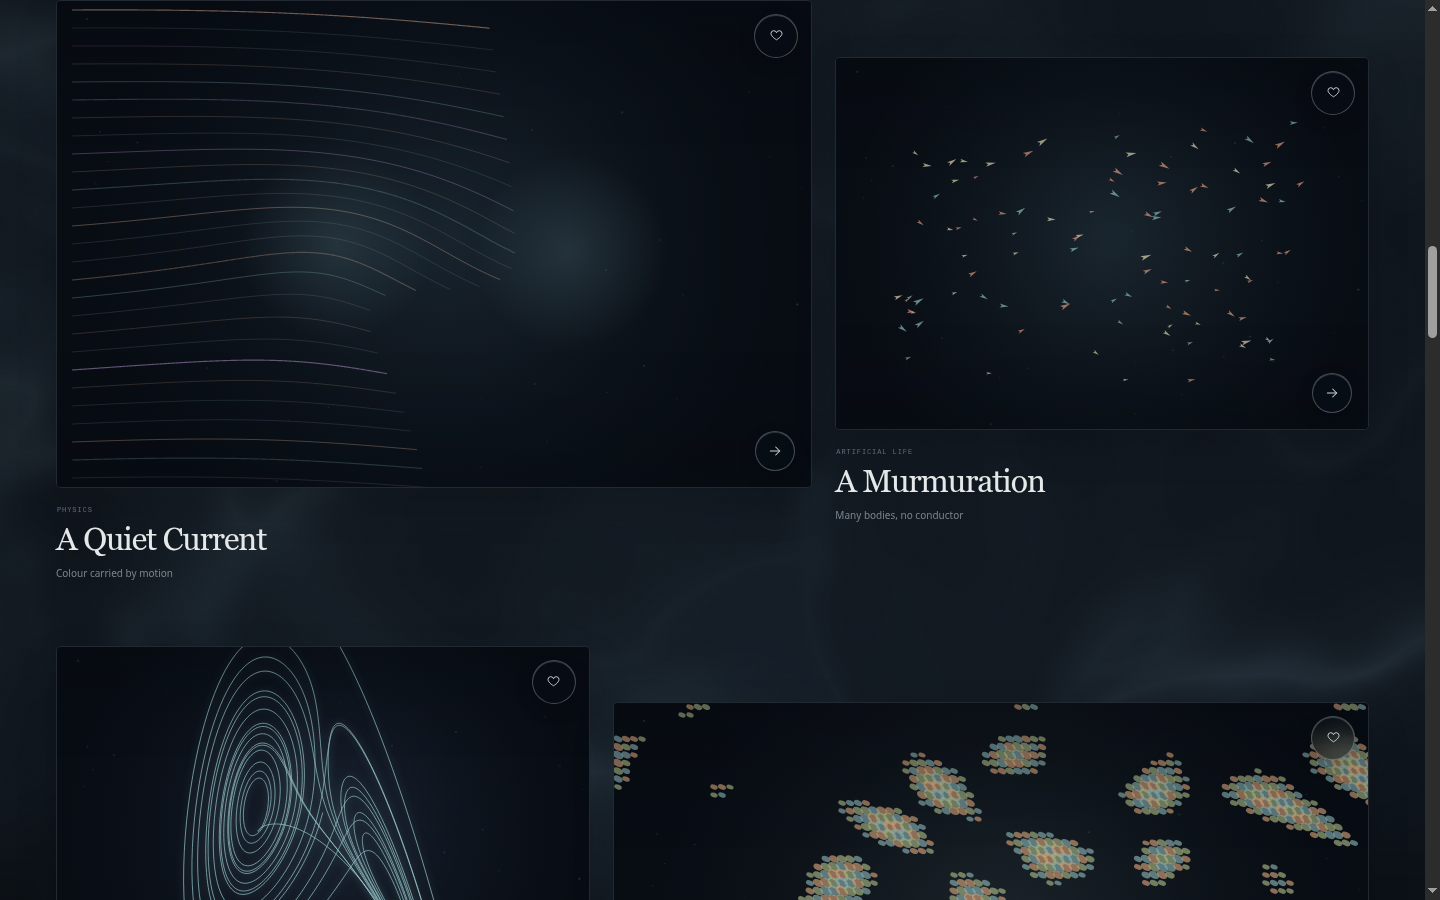 PHYSICS
A Quiet Current
Colour carried by motion
ARTIFICIAL LIFE
A Murmuration
Many bodies, no conductor